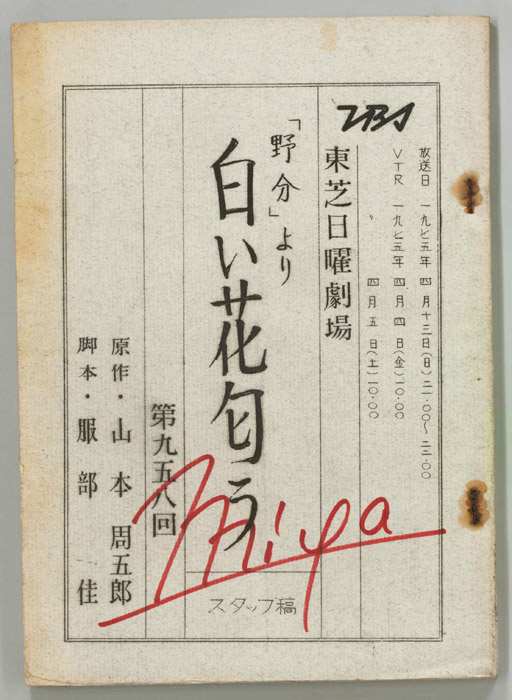 TBS
放送日 一九七五年四月十三日(日)二一.〇〇〜二二.〇〇
VTR 一九七五年四月四日(金)一〇.〇〇
〃 四月五日(土)一〇.〇〇
東芝日曜劇場
「野分」より
白い花匂う
スタッフ稿
第九五八回
原作・山本周五郎
脚本・服部佳
Miya